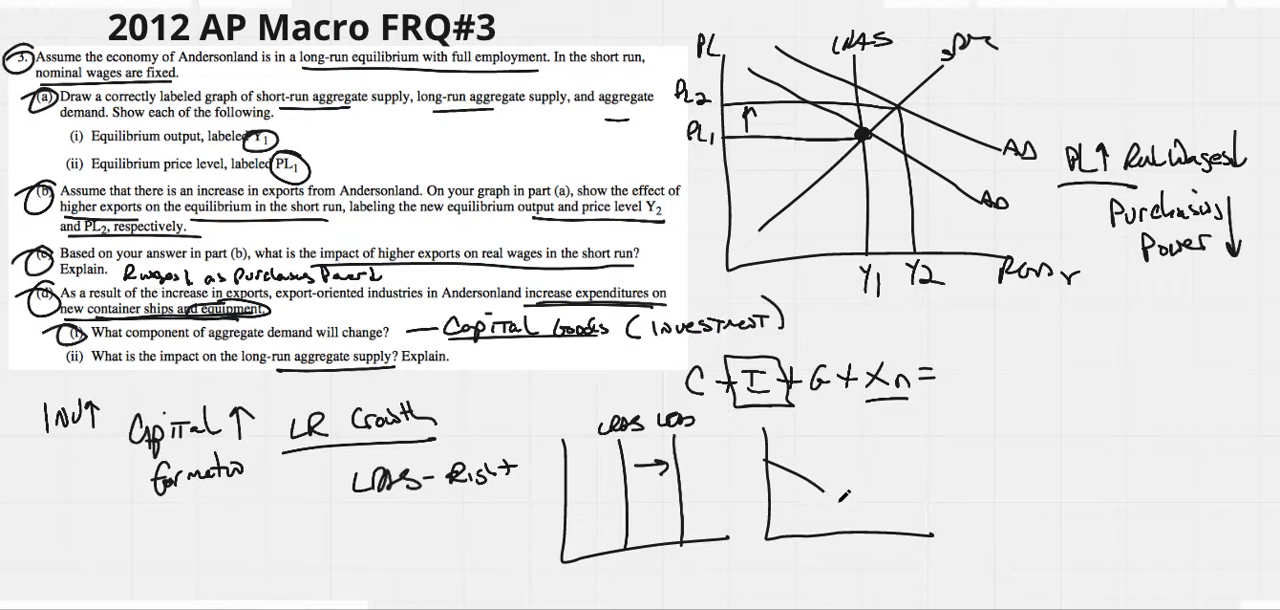 2012 AP Macro FRQ#3
3. Assume the economy of Andersonland is in a long-run equilibrium with full employment. In the short run,
nominal wages are fixed.
(a) Draw a correctly labeled graph of short-run aggregate supply, long-run aggregate supply, and aggregate
demand. Show each of the following.
(i) Equilibrium output, labeled Y1
(ii) Equilibrium price level, labeled PL1
(b) Assume that there is an increase in exports from Andersonland. On your graph in part (a), show the effect of
higher exports on the equilibrium in the short run, labeling the new equilibrium output and price level Y2
and PL2, respectively.
(c) Based on your answer in part (b), what is the impact of higher exports on real wages in the short run?
Explain. Rwages↓ as Purchasing Power↓
(d) As a result of the increase in exports, export-oriented industries in Andersonland increase expenditures on
new container ships and equipment.
(i) What component of aggregate demand will change? — Capital Goods (Investment)
(ii) What is the impact on the long-run aggregate supply? Explain.
PL
LRAS
PL2
PL1
AD
AD
Y1 Y2
PL↑ Real Wages↓
Purchasing
Power ↓
C + I + G + Xn =
INV↑ Capital ↑ LR Growth
formatio
LRAS - Right
LRAS LRAS